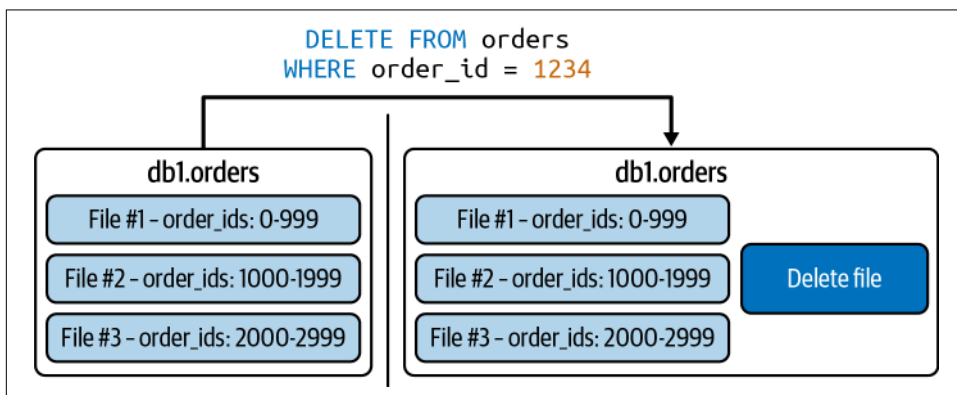 DELETE FROM orders
WHERE order_id = 1234
db1.orders
File #1 – order_ids: 0-999
File #2 – order_ids: 1000-1999
File #3 – order_ids: 2000-2999
db1.orders
File #1 – order_ids: 0-999
File #2 – order_ids: 1000-1999
File #3 – order_ids: 2000-2999
Delete file